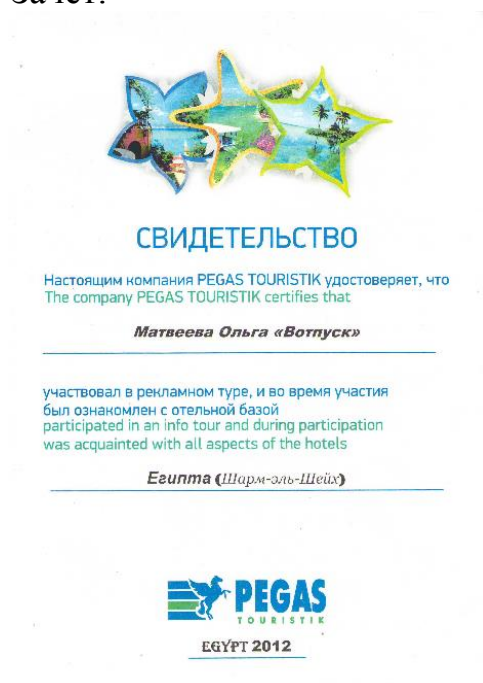 Зачет.
СВИДЕТЕЛЬСТВО
Настоящим компания PEGAS TOURISTIK удостоверяет, что
The company PEGAS TOURISTIK certifies that
Матвеева Ольга «Вотпуск»
участвовал в рекламном туре, и во время участия
был ознакомлен с отельной базой
participated in an info tour and during participation
was acquainted with all aspects of the hotels
Египта (Шарм-эль-Шейх)
PEGAS
TOURISTIK
EGYPT 2012